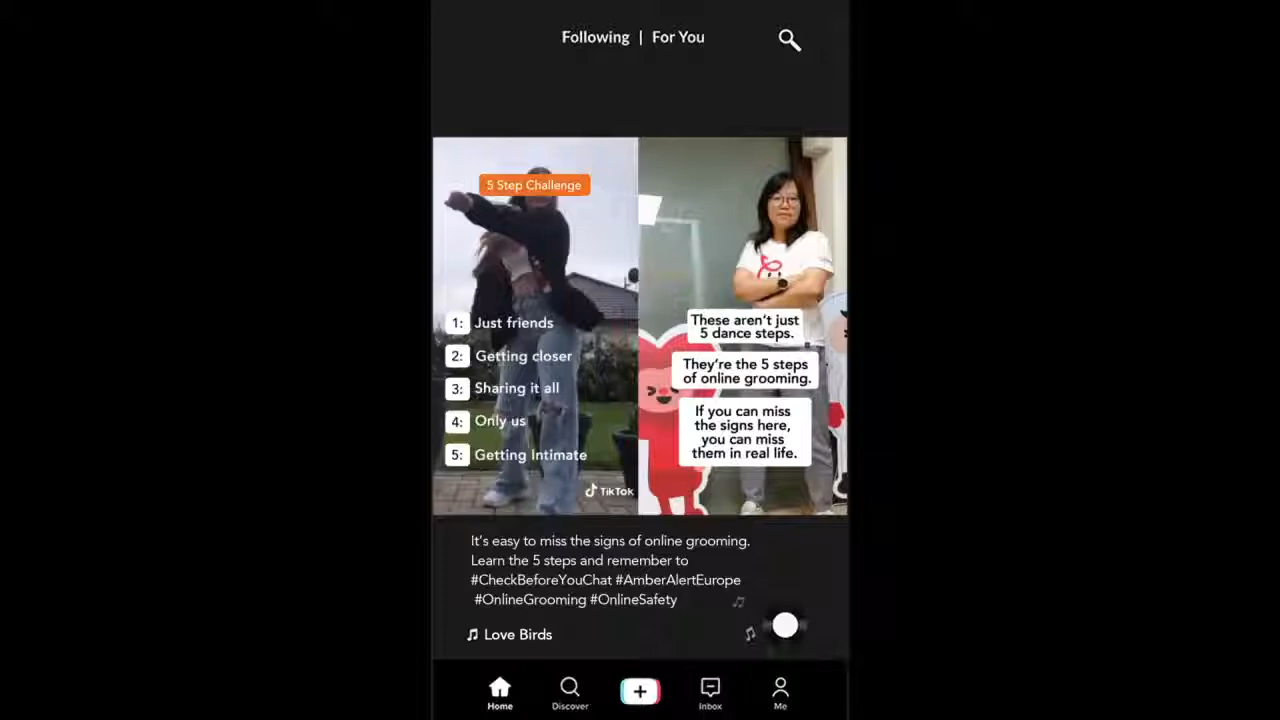 Following | For You
5 Step Challenge
1: Just friends
2: Getting closer
3: Sharing it all
4: Only us
5: Getting Intimate
TikTok
These aren't just
5 dance steps.
They're the 5 steps
of online grooming.
If you can miss
the signs here,
you can miss
them in real life.
It's easy to miss the signs of online grooming.
Learn the 5 steps and remember to
#CheckBeforeYouChat #AmberAlertEurope
#OnlineGrooming #OnlineSafety
Love Birds
Home Discover Inbox Me